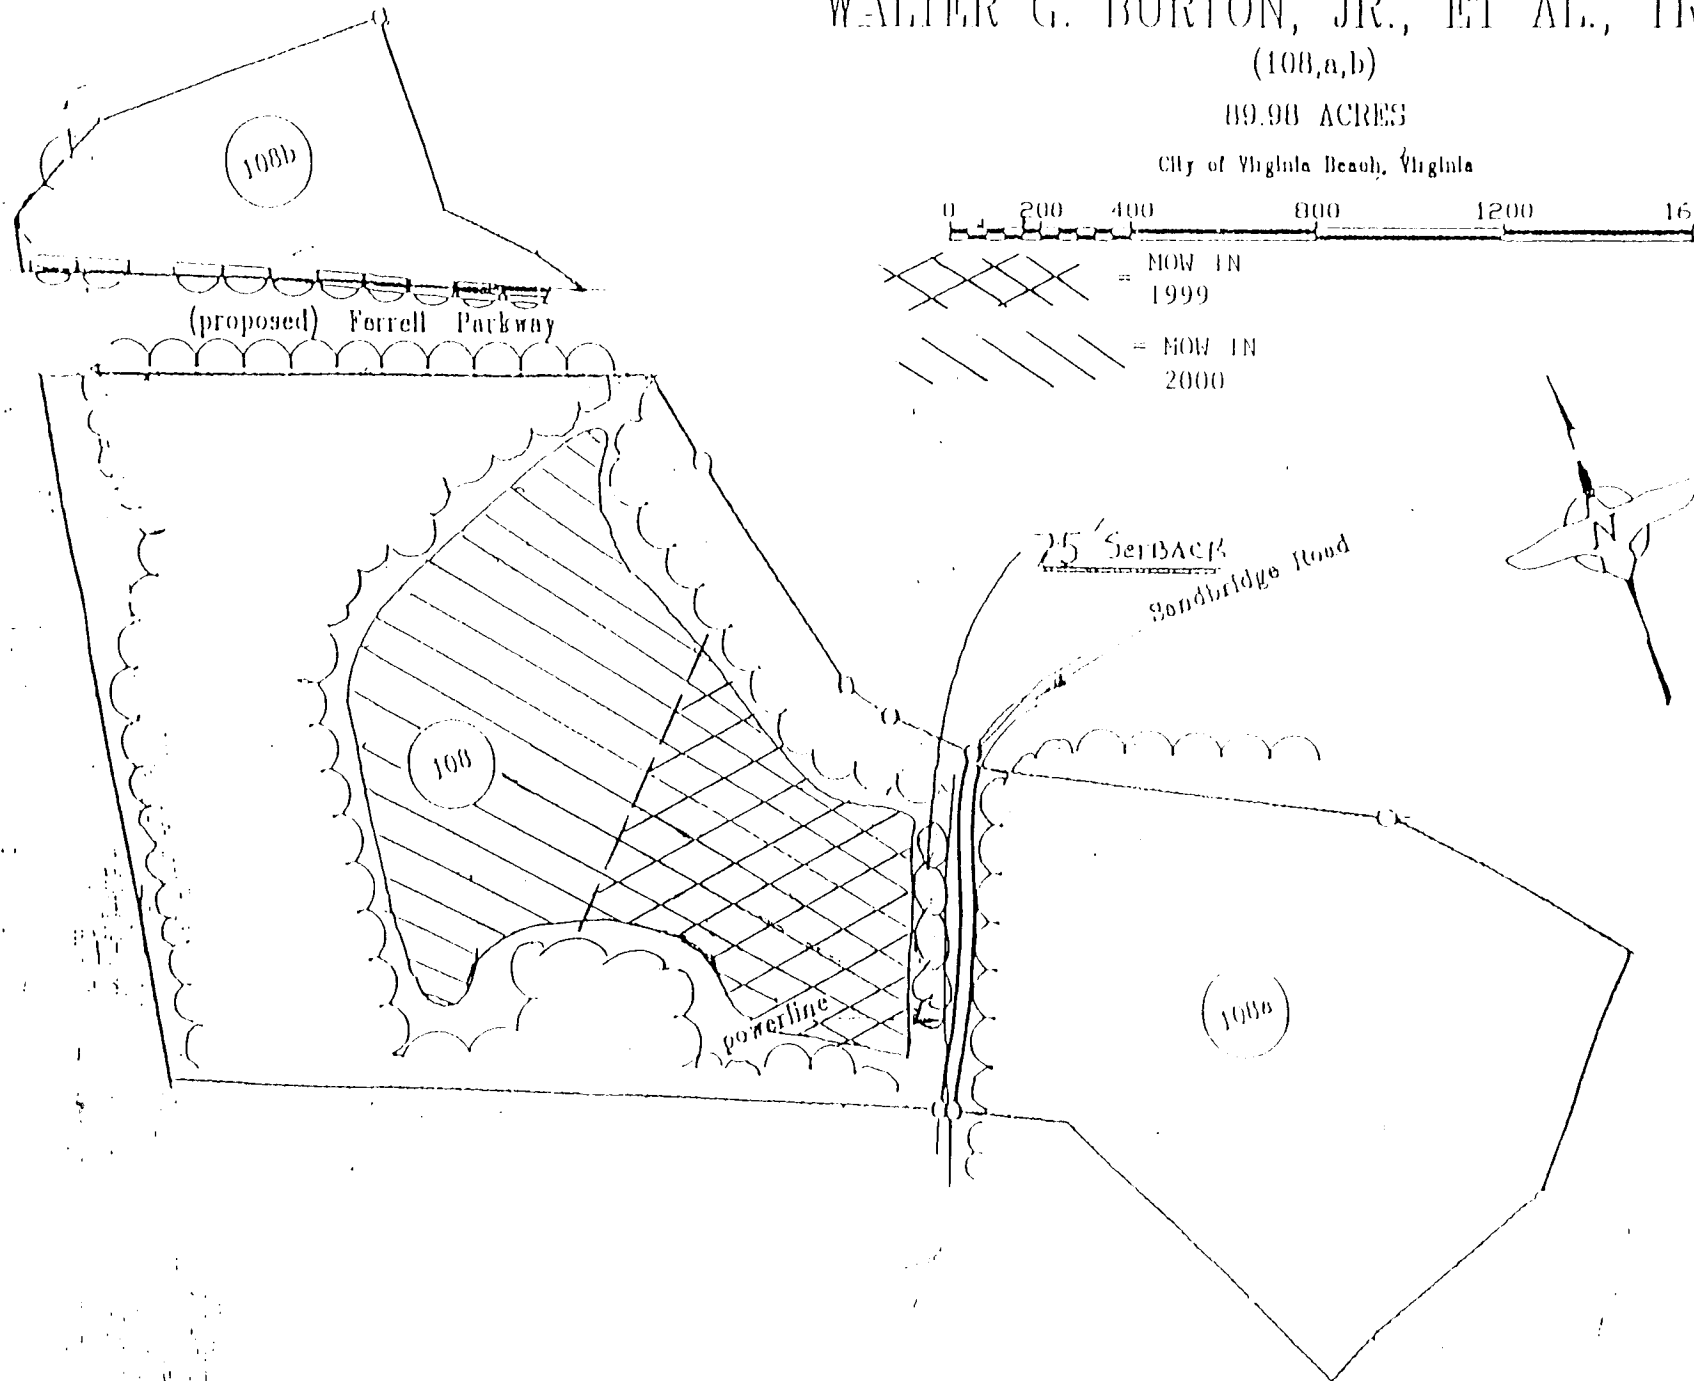 WALTER G. BURTON, JR., ET AL.,
(108,a,b)
89.98 ACRES
City of Virginia Beach, Virginia
0 200 400 800 1200 16
= MOW IN
1999
= MOW IN
2000
108b
(proposed) Ferrell Parkway
25' SETBACK
Sandbridge Road
N
108
powerline
108a